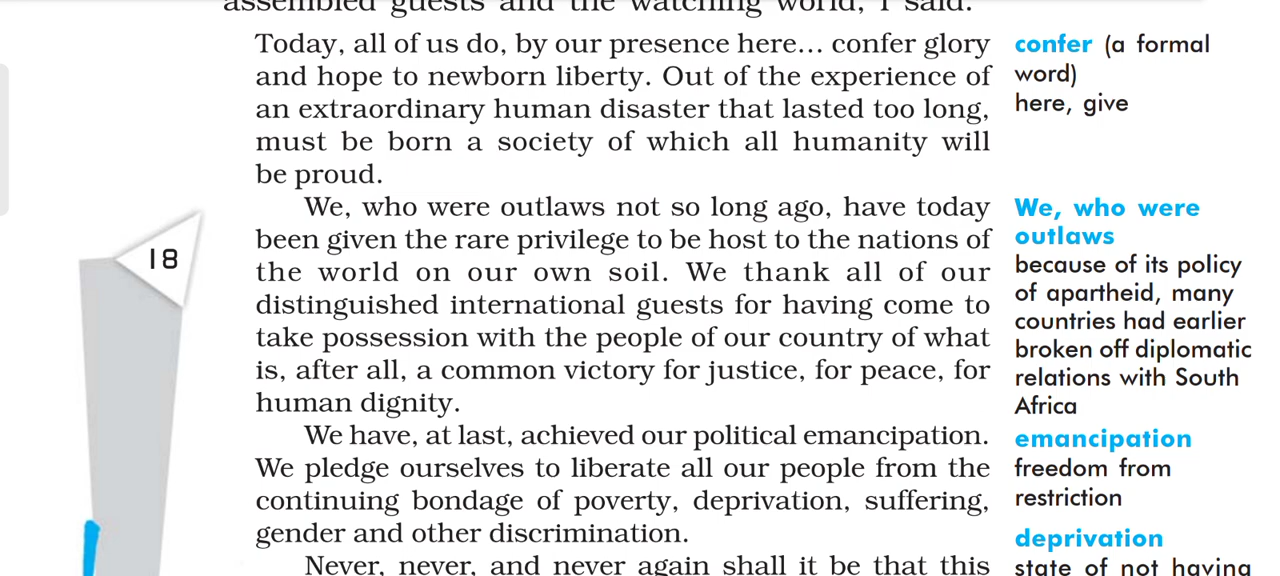 assembled guests and the watching world, I said:
Today, all of us do, by our presence here... confer glory
and hope to newborn liberty. Out of the experience of
an extraordinary human disaster that lasted too long,
must be born a society of which all humanity will
be proud.
We, who were outlaws not so long ago, have today
been given the rare privilege to be host to the nations of
the world on our own soil. We thank all of our
distinguished international guests for having come to
take possession with the people of our country of what
is, after all, a common victory for justice, for peace, for
human dignity.
We have, at last, achieved our political emancipation.
We pledge ourselves to liberate all our people from the
continuing bondage of poverty, deprivation, suffering,
gender and other discrimination.
Never, never, and never again shall it be that this
confer (a formal
word)
here, give
We, who were
outlaws
because of its policy
of apartheid, many
countries had earlier
broken off diplomatic
relations with South
Africa
emancipation
freedom from
restriction
deprivation
state of not having
18